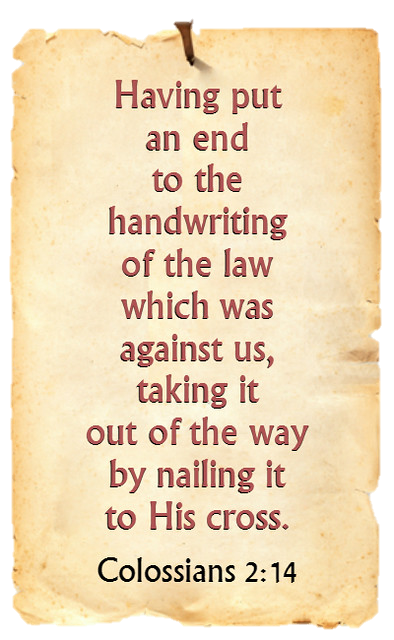 Having put
an end
to the
handwriting
of the law
which was
against us,
taking it
out of the way
by nailing it
to His cross.
Colossians 2:14